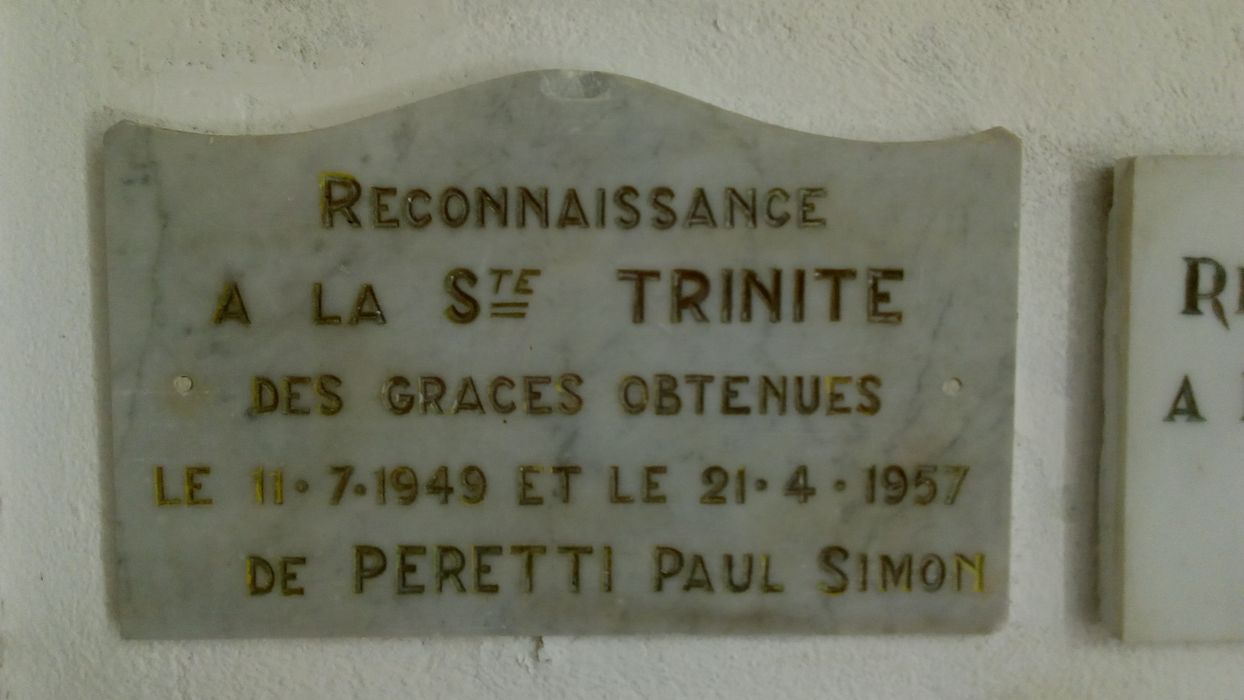 RECONNAISSANCE
A LA STE TRINITE
DES GRACES OBTENUES
LE 11·7·1949 ET LE 21·4·1957
DE PERETTI PAUL SIMON
A